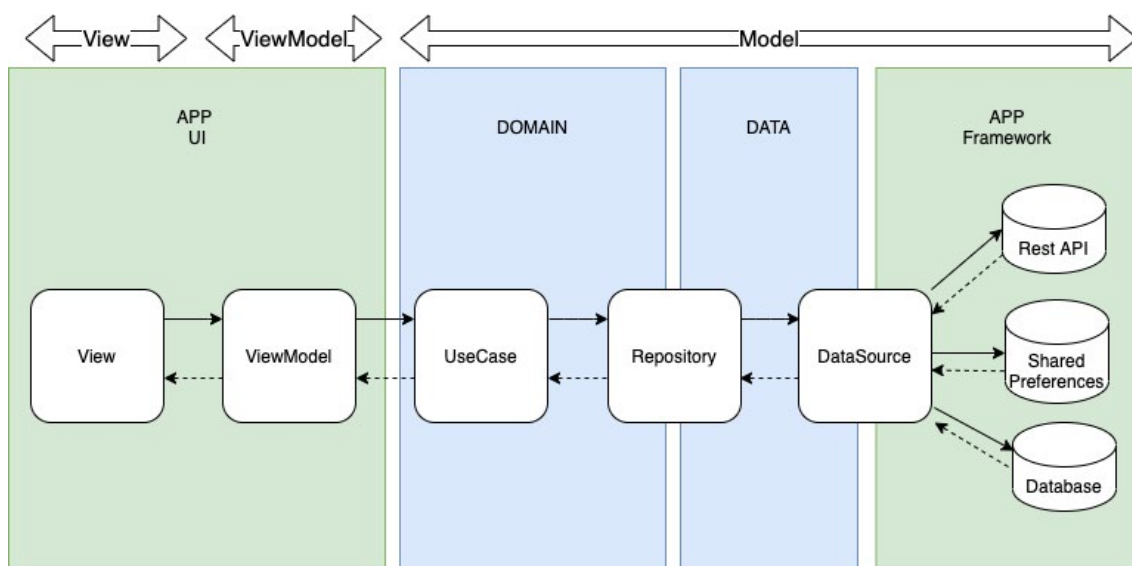 View
ViewModel
Model
APP
UI
DOMAIN
DATA
APP
Framework
View
ViewModel
UseCase
Repository
DataSource
Rest API
Shared
Preferences
Database